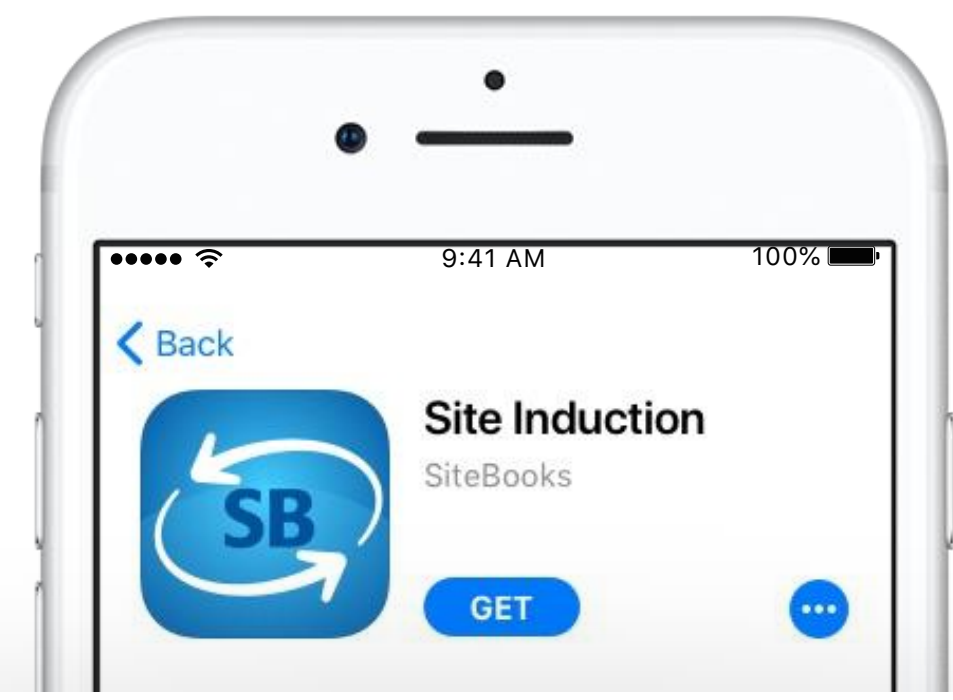 9:41 AM
100%
Back
Site Induction
SiteBooks
SB
GET